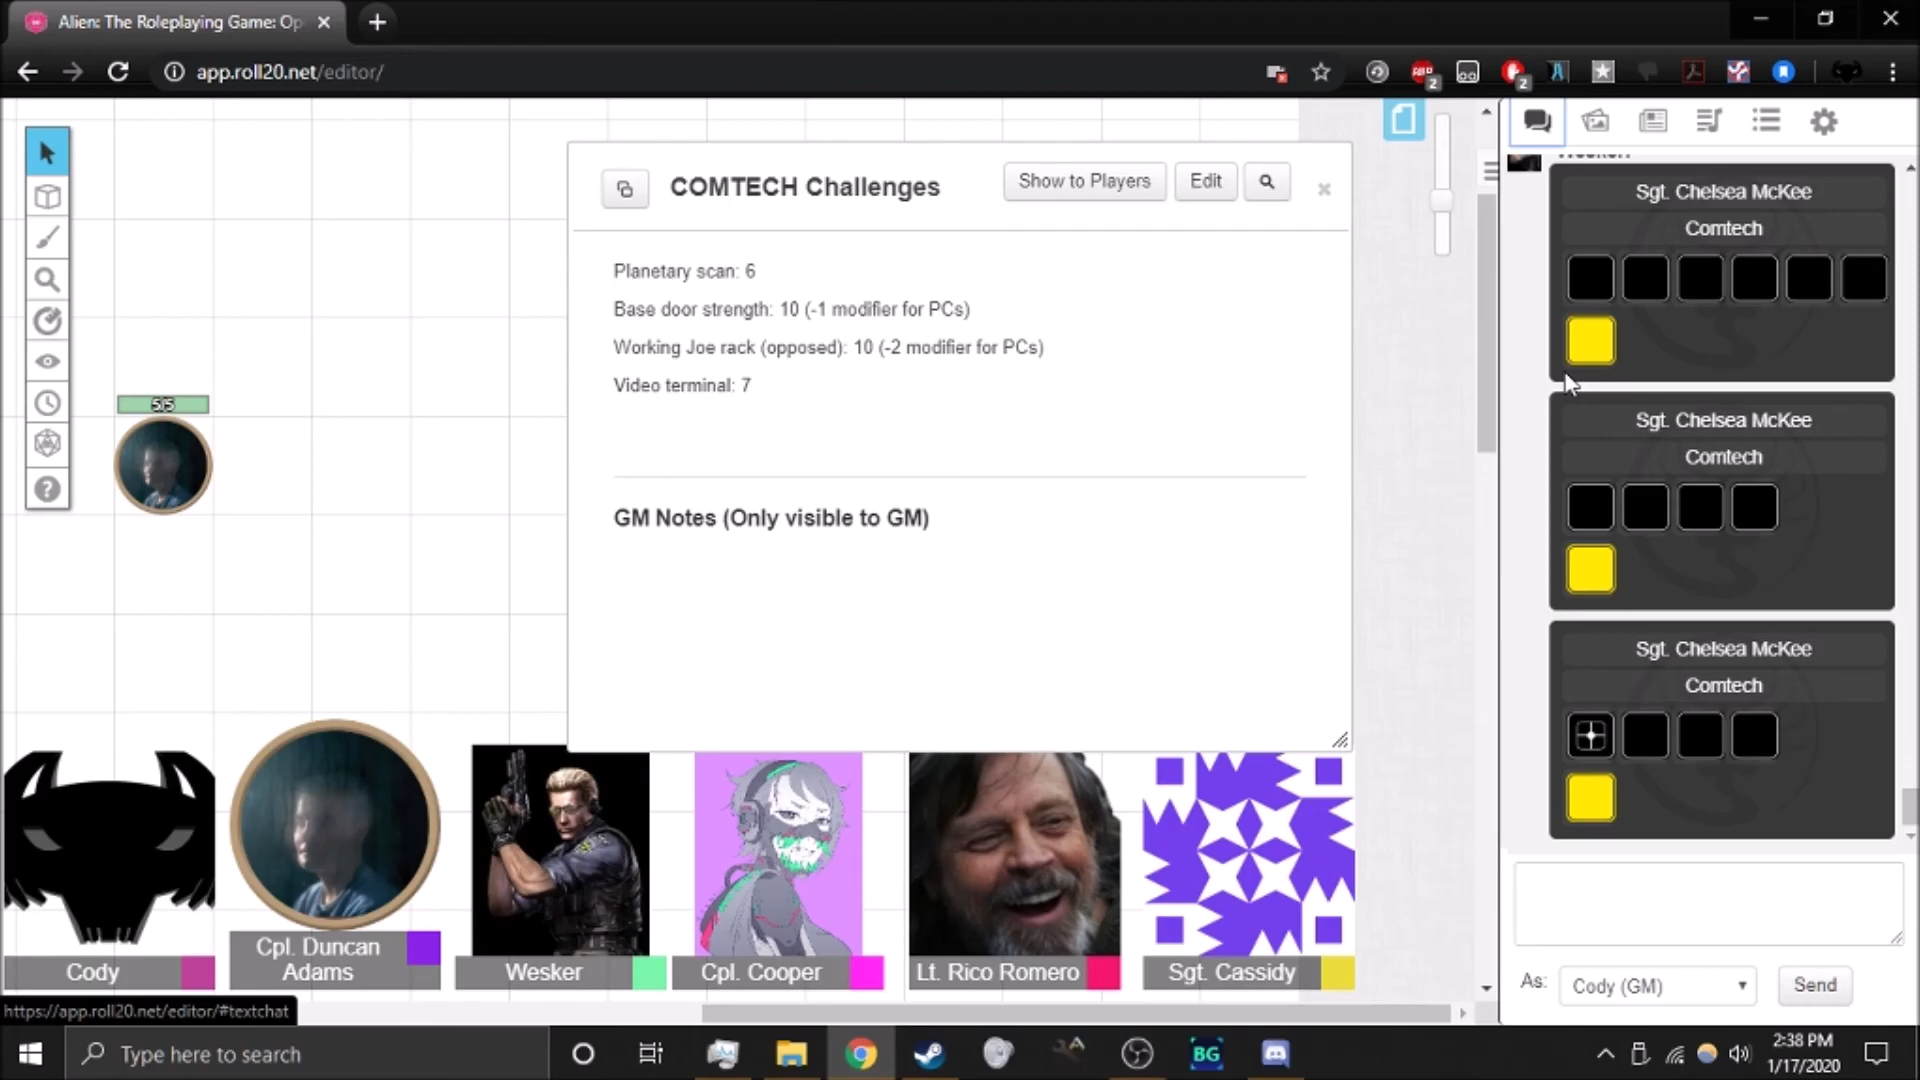 Alien: The Roleplaying Game: Op
app.roll20.net/editor/
2
2
COMTECH Challenges
Show to Players
Edit
Planetary scan: 6
Base door strength: 10 (-1 modifier for PCs)
Working Joe rack (opposed): 10 (-2 modifier for PCs)
Video terminal: 7
GM Notes (Only visible to GM)
5/5
Sgt. Chelsea McKee
Comtech
Sgt. Chelsea McKee
Comtech
Sgt. Chelsea McKee
Comtech
Cody
Cpl. Duncan
Adams
Wesker
Cpl. Cooper
Lt. Rico Romero
Sgt. Cassidy
As:
Cody (GM)
Send
https://app.roll20.net/editor/#textchat
Type here to search
BG
2:38 PM
1/17/2020